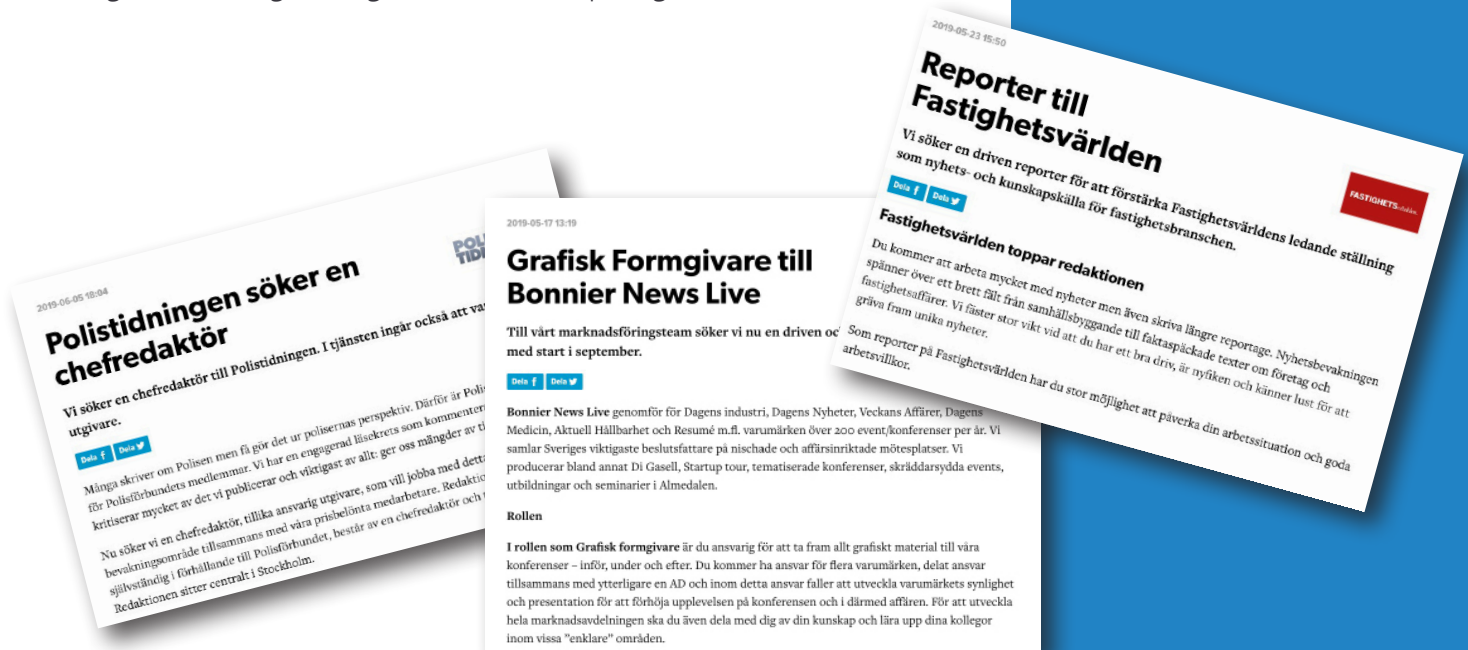 2019-06-05 18:04
Polistidningen söker en
chefredaktör
Vi söker en chefredaktör till Polistidningen. I tjänsten ingår också att
utgivare.
Dela f Dela
Många skriver om Polisen men få gör det ur polisernas perspektiv. Därför är
för Polisförbundets medlemmar. Vi har en engagerad läsekrets som
kritiserar mycket av det vi publicerar och viktigast av allt: ger oss mängder av
Nu söker vi en chefredaktör, tillika ansvarig utgivare, som vill jobba med
bevakningsområde tillsammans med våra prisbelönta medarbetare.
självständig i förhållande till Polisförbundet, består av en chefredaktör och
Redaktionen sitter centralt i Stockholm.
2019-05-17 13:19
Grafisk Formgivare till
Bonnier News Live
Till vårt marknadsföringsteam söker vi nu en driven
med start i september.
Dela f Dela
Bonnier News Live genomför för Dagens industri, Dagens Nyheter, Veckans Affärer, Dagens
Medicin, Aktuell Hållbarhet och Resumé m.fl. varumärken över 200 event/konferenser per år. Vi
samlar Sveriges viktigaste beslutsfattare på nischade och affärsinriktade mötesplatser. Vi
producerar bland annat Di Gasell, Startup tour, tematiserade konferenser, skräddarsydda events,
utbildningar och seminarier i Almedalen.
Rollen
I rollen som Grafisk formgivare är du ansvarig för att ta fram allt grafiskt material till våra
konferenser – inför, under och efter. Du kommer ha ansvar för flera varumärken, delat ansvar
tillsammans med ytterligare en AD och inom detta ansvar faller att utveckla varumärkets synlighet
och presentation för att förhöja upplevelsen på konferensen och i därmed affären. För att utveckla
hela marknadsavdelningen ska du även dela med dig av din kunskap och lära upp dina kollegor
inom vissa ”enklare” områden.
2019-05-23 15:50
Reporter till
Fastighetsvärlden
FASTIGHETSvärlden
Vi söker en driven reporter för att förstärka Fastighetsvärldens ledande ställning
som nyhets- och kunskapskälla för fastighetsbranschen.
Dela f Dela
Fastighetsvärlden toppar redaktionen
Du kommer att arbeta mycket med nyheter men även skriva längre reportage. Nyhetsbevakningen
spänner över ett brett fält från samhällsbyggande till faktaspäckade texter om företag och
fastighetsaffärer. Vi fäster stor vikt vid att du har ett bra driv, är nyfiken och känner lust för att
gräva fram unika nyheter.
Som reporter på Fastighetsvärlden har du stor möjlighet att påverka din arbetssituation och goda
arbetsvillkor.